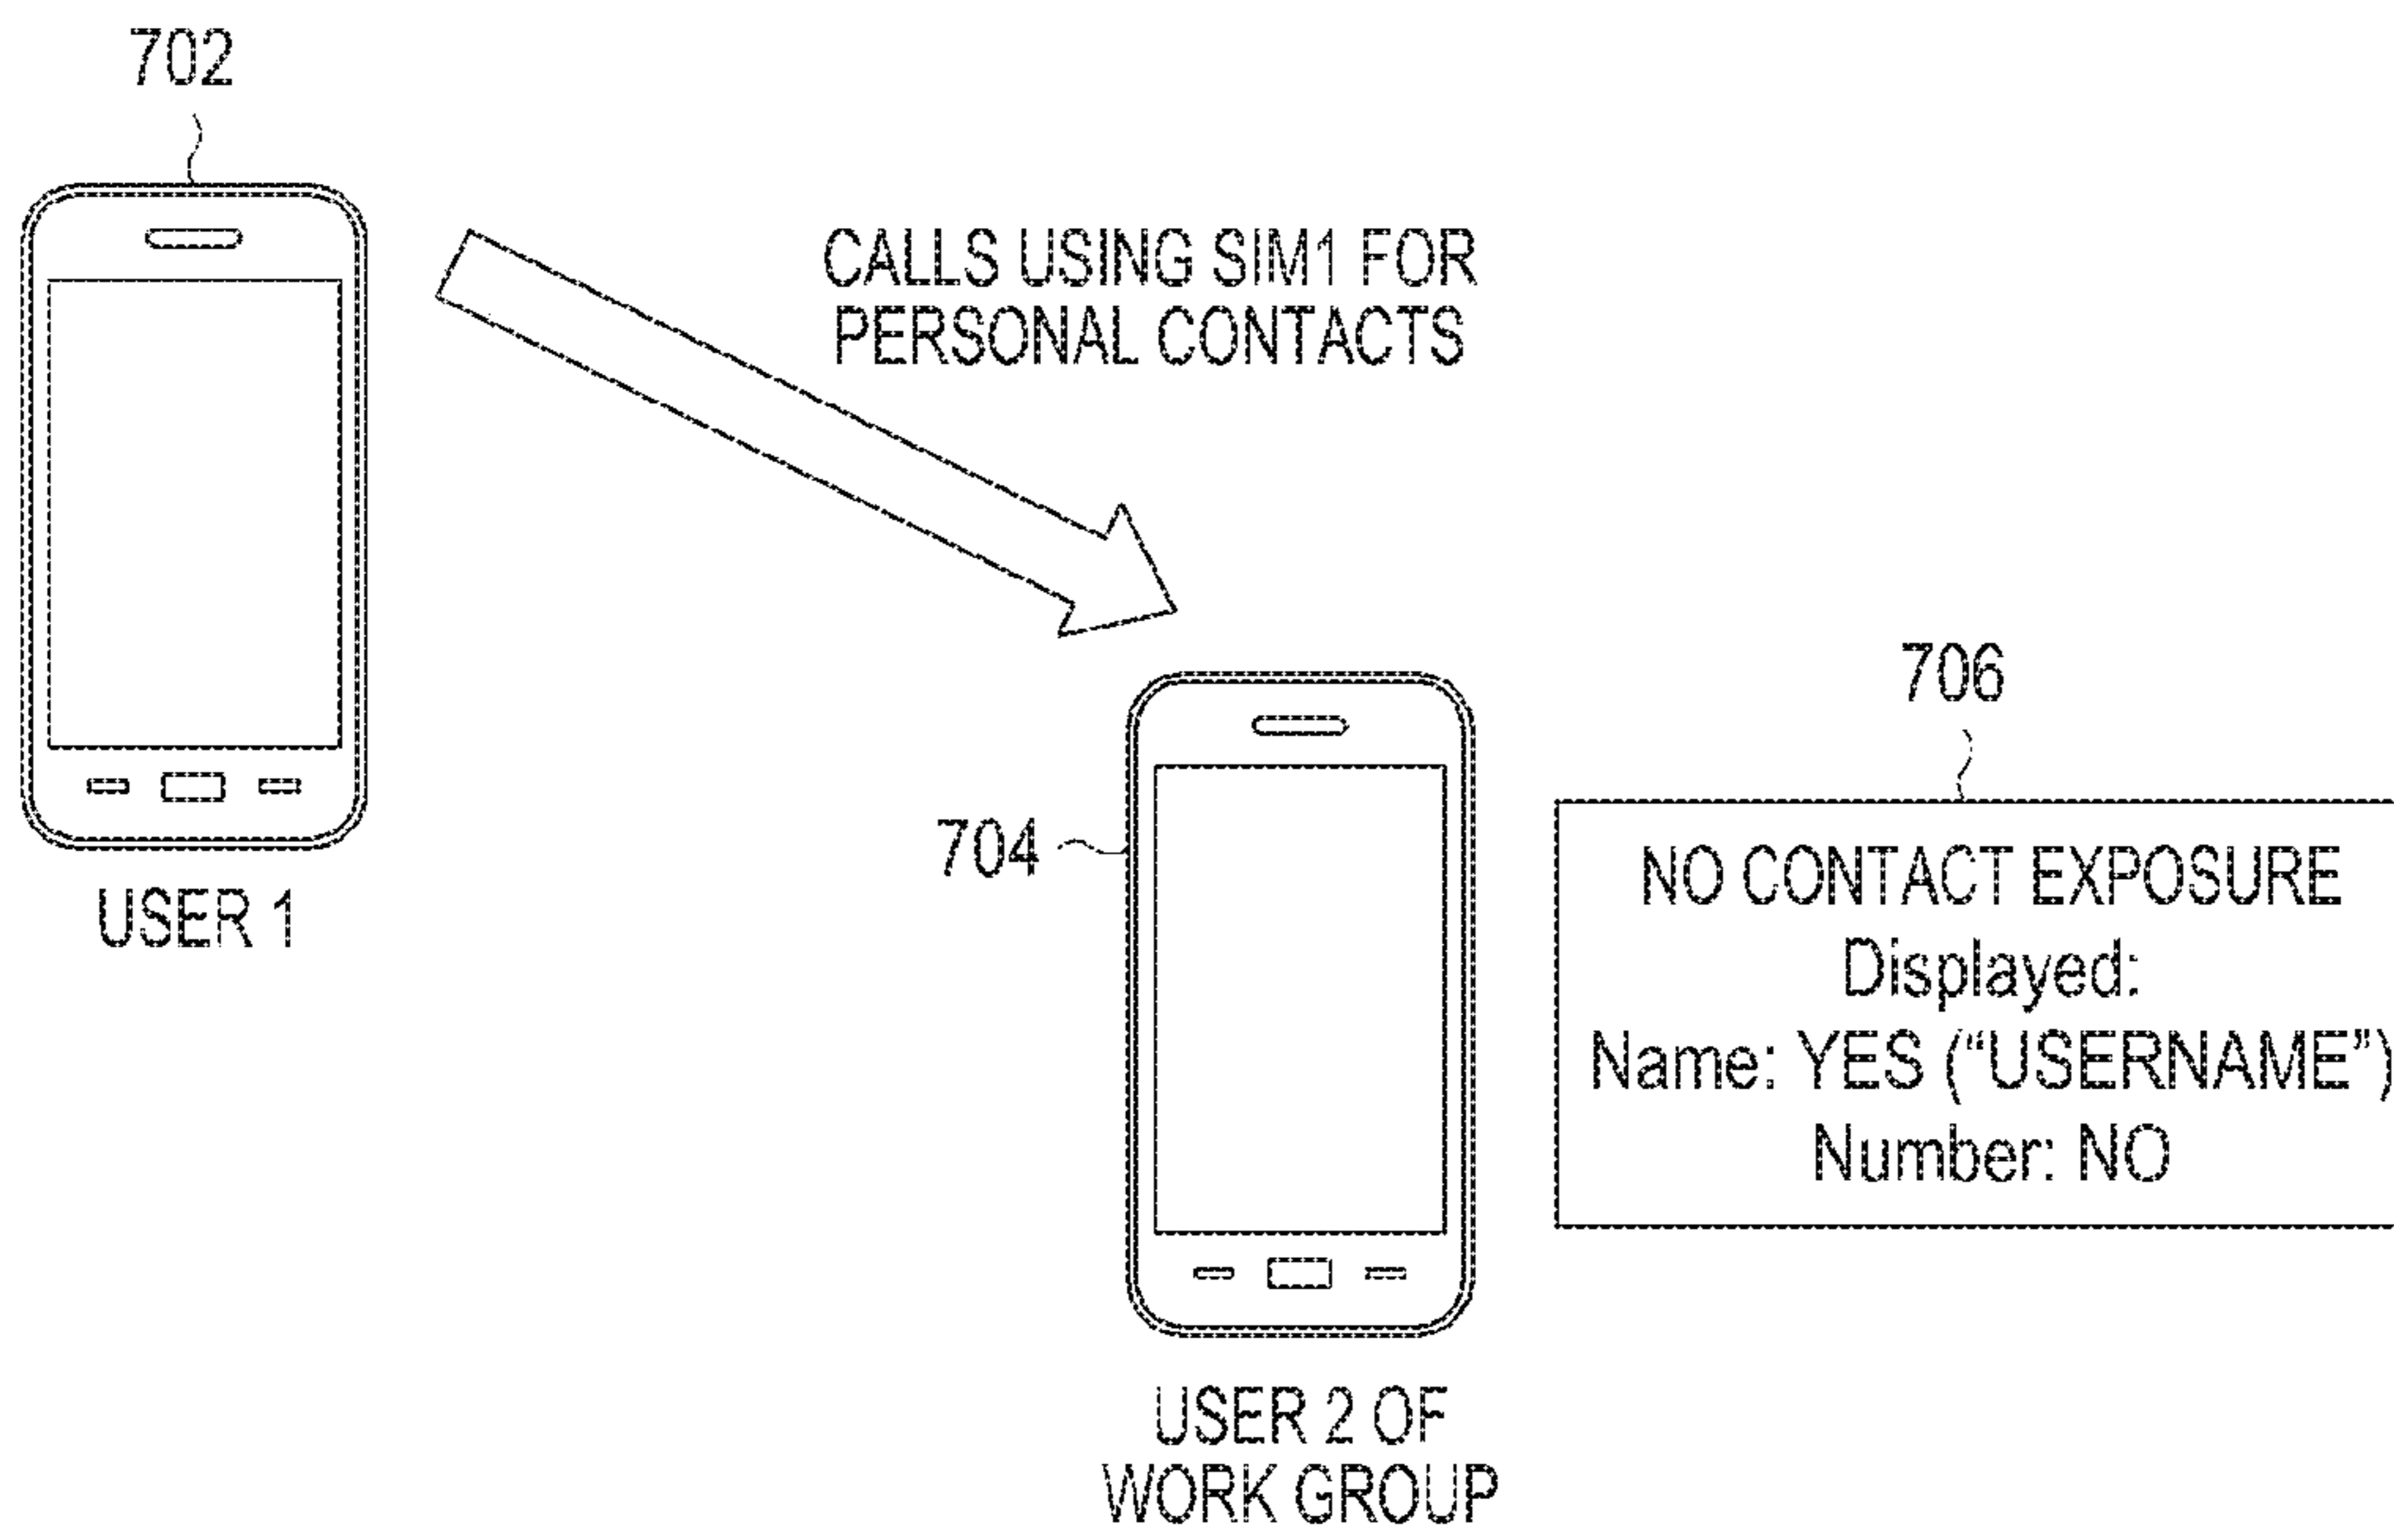 702
CALLS USING SIM1 FOR
PERSONAL CONTACTS
USER 1
704
706
NO CONTACT EXPOSURE
Displayed:
Name: YES (“USERNAME”)
Number: NO
USER 2 OF
WORK GROUP